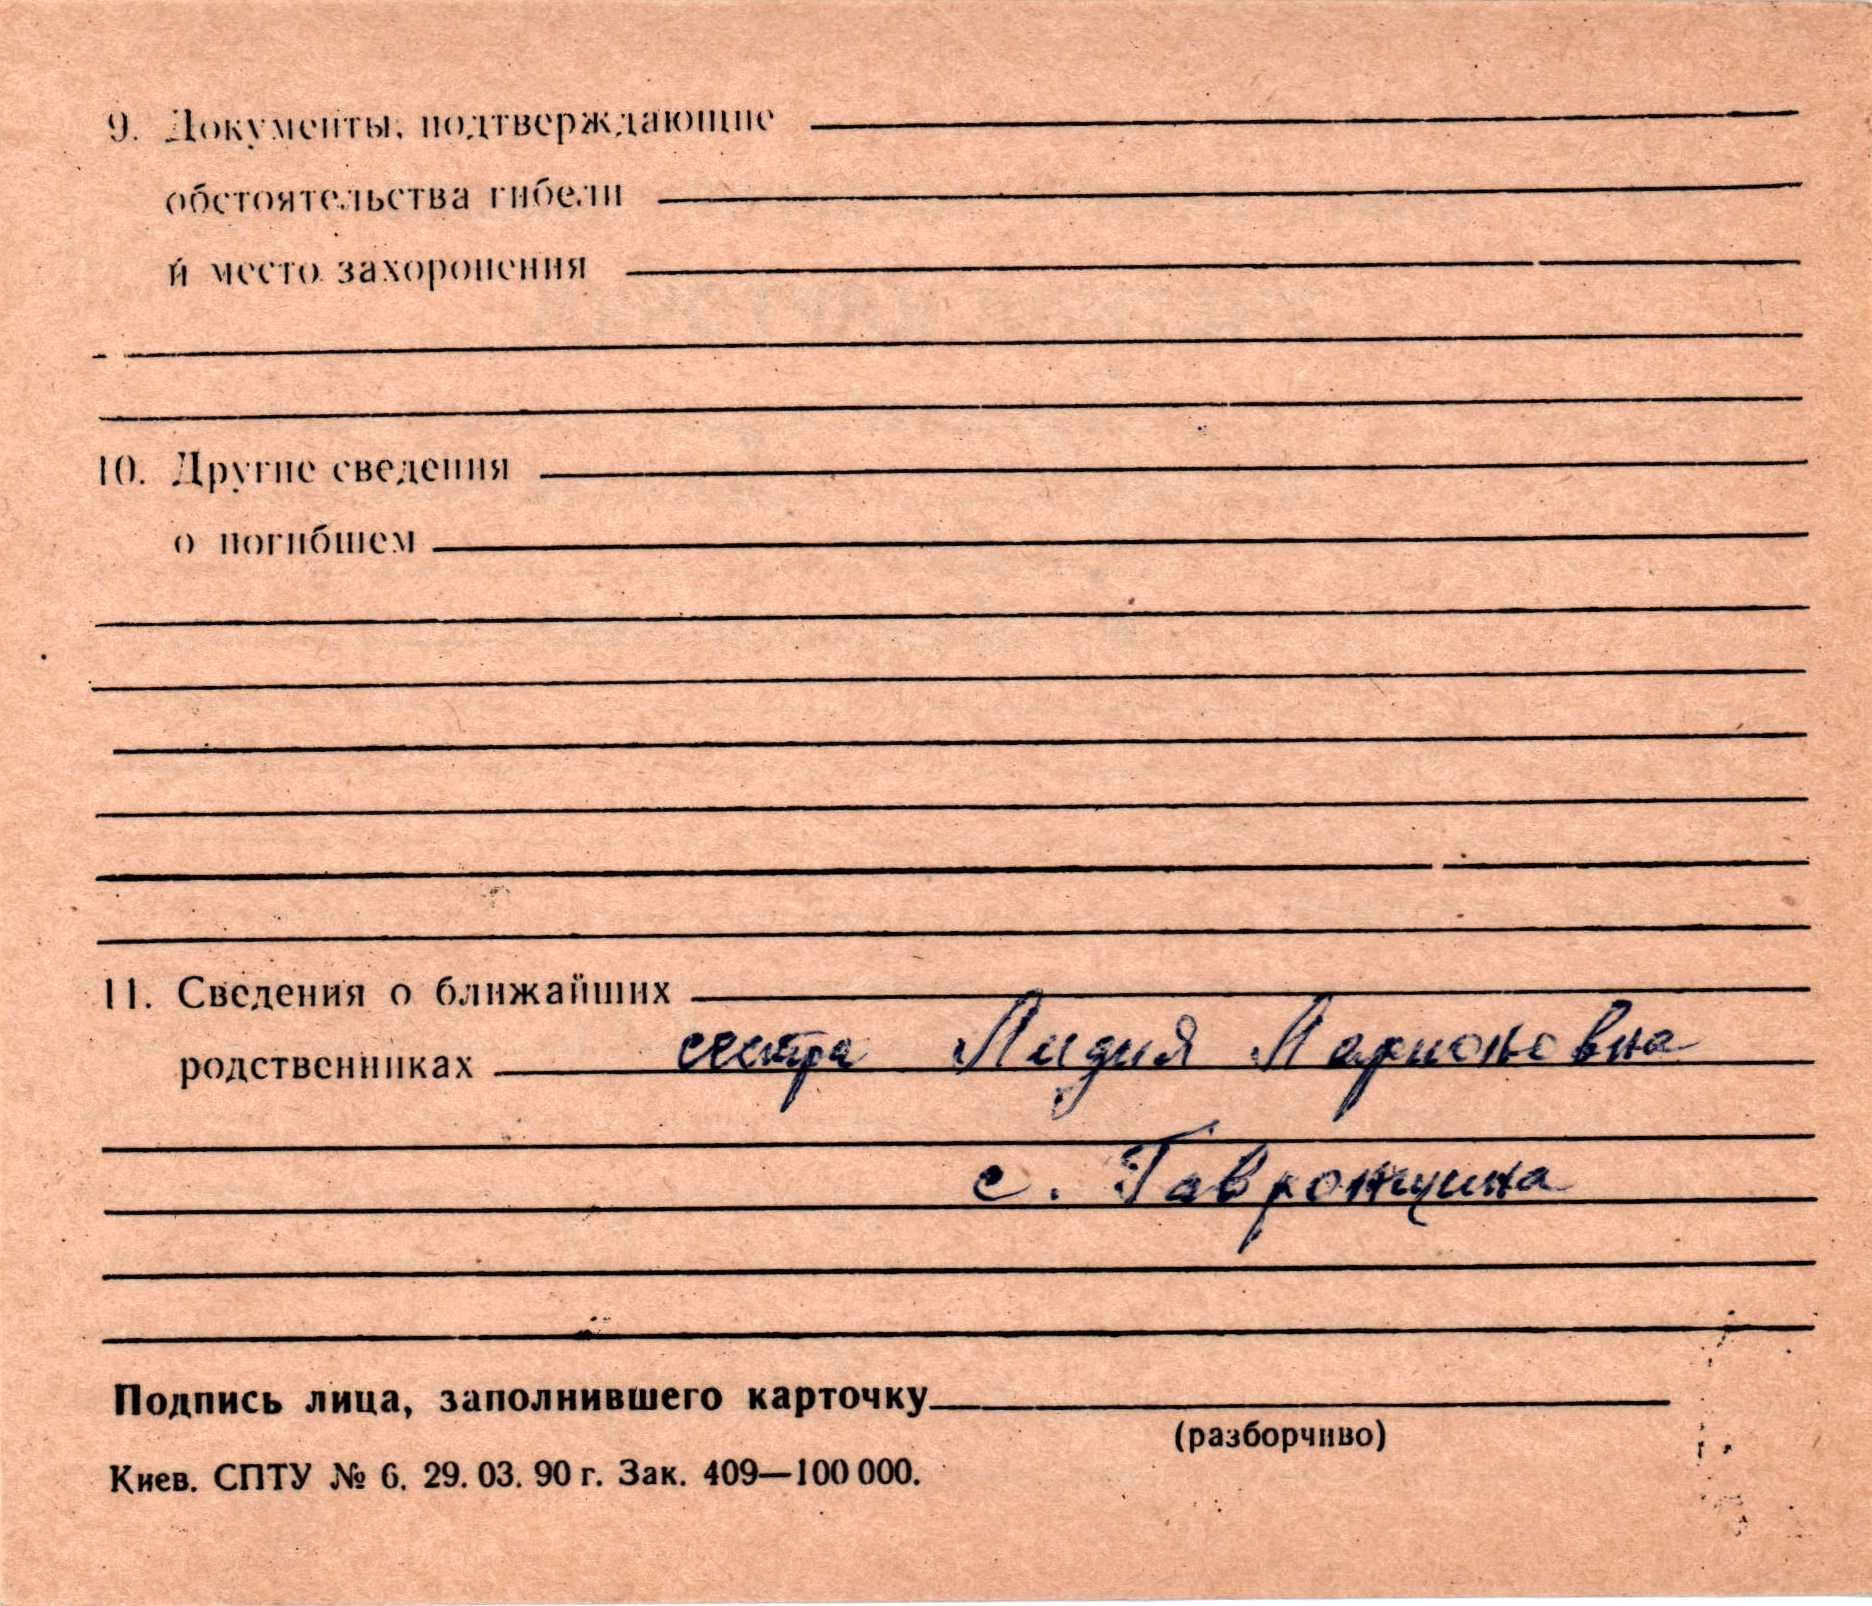 9. Документы, подтверждающие
обстоятельства гибели
и место захоронения
10. Другие сведения
о погибшем
11. Сведения о ближайших
родственниках сестра Лидия Ларионовна
с. Гавронщина
Подпись лица, заполнившего карточку
(разборчиво)
Киев. СПТУ № 6. 29. 03. 90 г. Зак. 409—100 000.